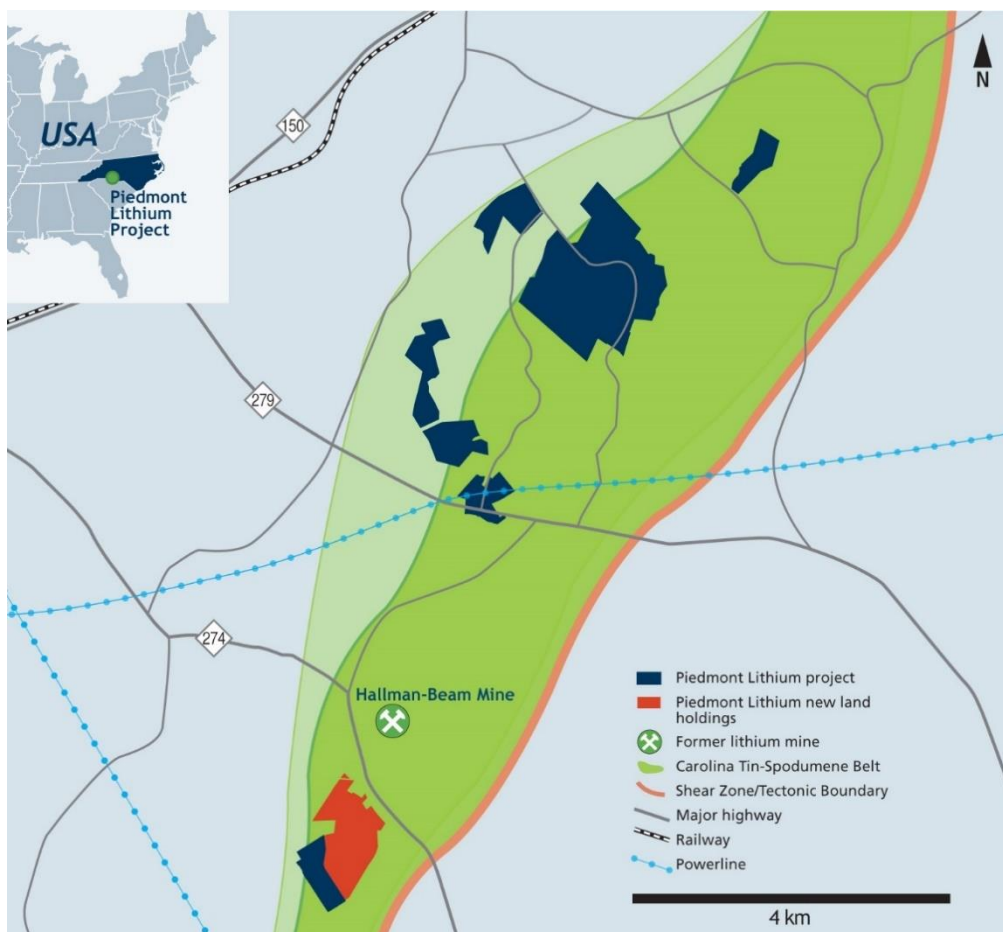 USA
Piedmont
Lithium
Project
150
N
279
274
Hallman-Beam Mine
Piedmont Lithium project
Piedmont Lithium new land
holdings
Former lithium mine
Carolina Tin-Spodumene Belt
Shear Zone/Tectonic Boundary
Major highway
Railway
Powerline
4 km